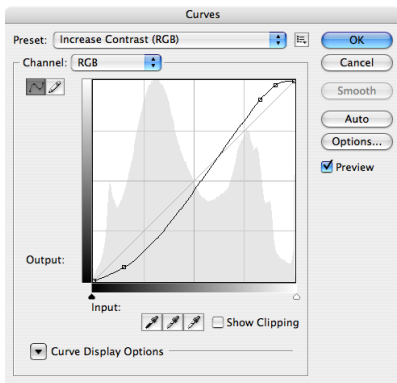 Curves
Preset: Increase Contrast (RGB)
OK
Channel: RGB
Cancel
Smooth
Auto
Options...
Preview
Output:
Input:
Show Clipping
Curve Display Options